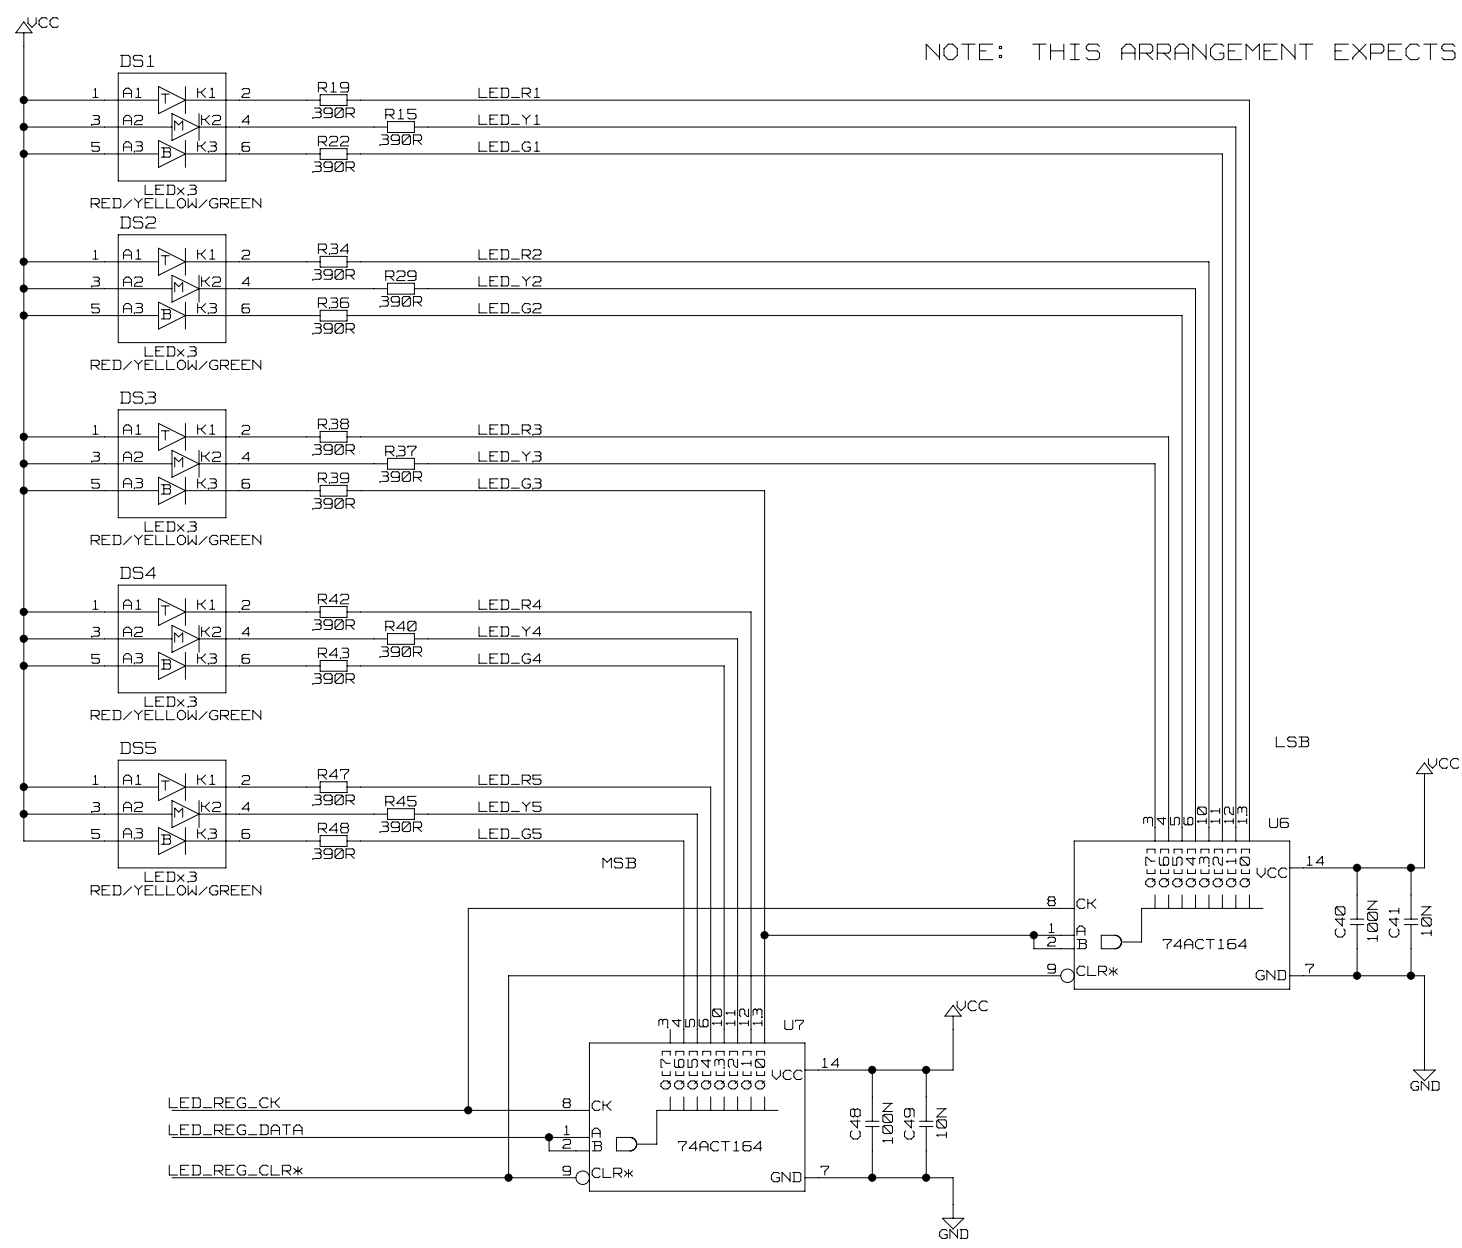 VCC
NOTE: THIS ARRANGEMENT EXPECTS
DS1
1 A1 T K1 2 R19 390R LED_R1
3 A2 M K2 4 R15 390R LED_Y1
5 A3 B K3 6 R22 390R LED_G1
LEDx3
RED/YELLOW/GREEN
DS2
1 A1 T K1 2 R34 390R LED_R2
3 A2 M K2 4 R29 390R LED_Y2
5 A3 B K3 6 R36 390R LED_G2
LEDx3
RED/YELLOW/GREEN
DS3
1 A1 T K1 2 R38 390R LED_R3
3 A2 M K2 4 R37 390R LED_Y3
5 A3 B K3 6 R39 390R LED_G3
LEDx3
RED/YELLOW/GREEN
DS4
1 A1 T K1 2 R42 390R LED_R4
3 A2 M K2 4 R40 390R LED_Y4
5 A3 B K3 6 R43 390R LED_G4
LEDx3
RED/YELLOW/GREEN
DS5
1 A1 T K1 2 R47 390R LED_R5
3 A2 M K2 4 R45 390R LED_Y5
5 A3 B K3 6 R48 390R LED_G5
LEDx3
RED/YELLOW/GREEN
MSB
LSB
VCC
3 4 5 6 10 11 12 13
U6
Q[7] Q[6] Q[5] Q[4] Q[3] Q[2] Q[1] Q[0]
VCC 14
8 CK
1 A
2 B
74ACT164
9 CLR*
GND 7
C40 100N
C41 10N
GND
VCC
3 4 5 6 10 11 12 13
U7
Q[7] Q[6] Q[5] Q[4] Q[3] Q[2] Q[1] Q[0]
VCC 14
LED_REG_CK 8 CK
LED_REG_DATA 1 A
2 B
74ACT164
LED_REG_CLR* 9 CLR*
GND 7
C48 100N
C49 10N
GND